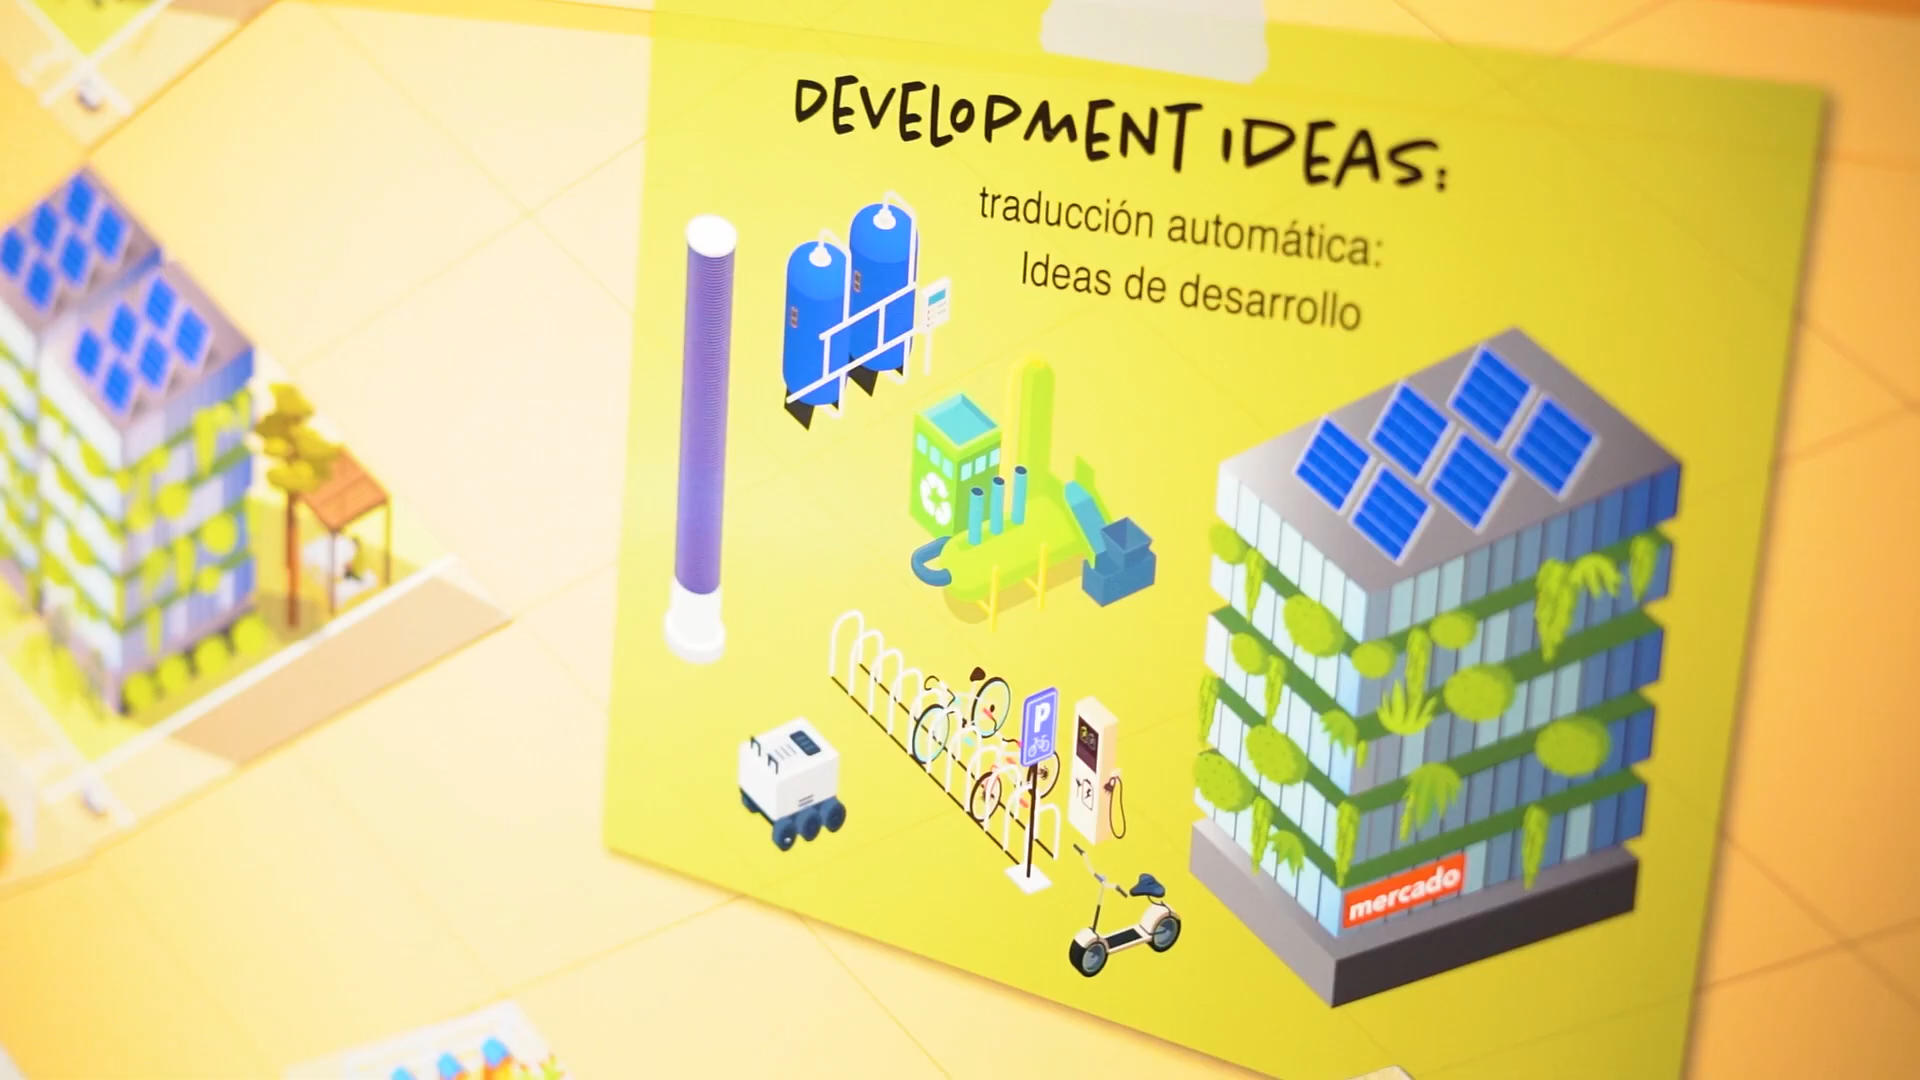 DEVELOPMENT IDEAS:
traducción automática:
Ideas de desarrollo
P
mercado